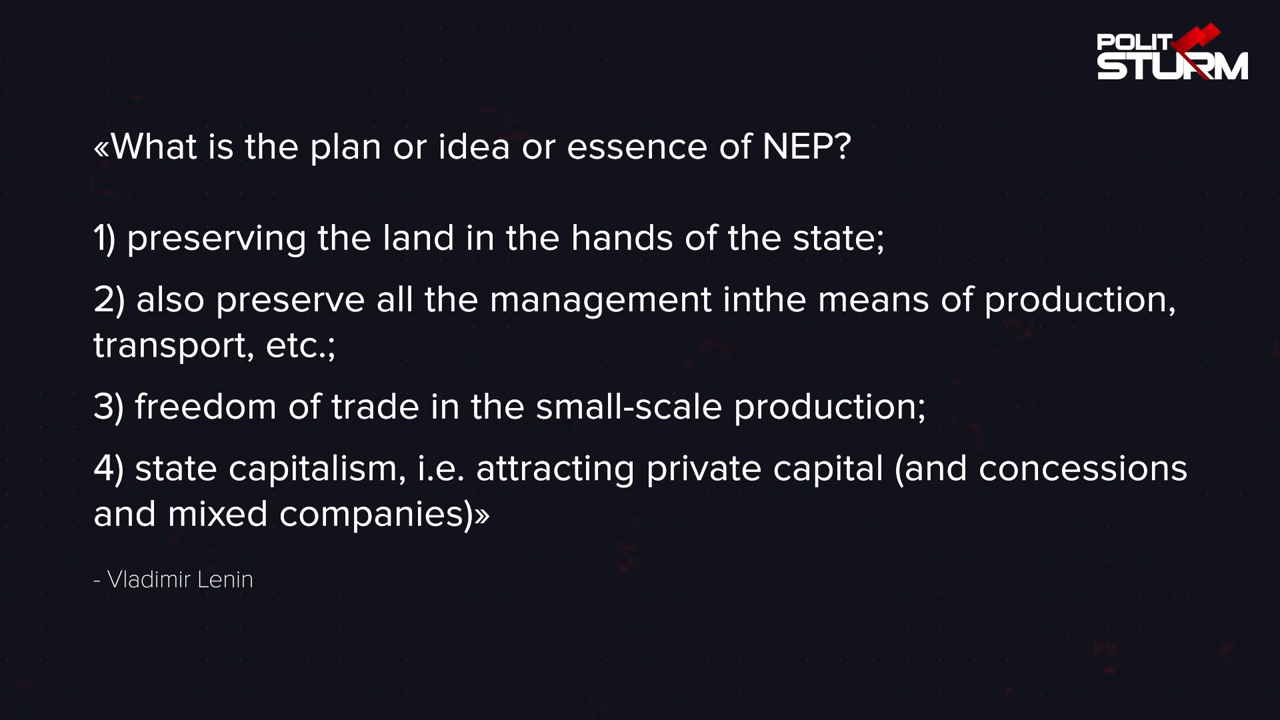 POLIT
STURM
«What is the plan or idea or essence of NEP?
1) preserving the land in the hands of the state;
2) also preserve all the management inthe means of production,
transport, etc.;
3) freedom of trade in the small-scale production;
4) state capitalism, i.e. attracting private capital (and concessions
and mixed companies)»
- Vladimir Lenin